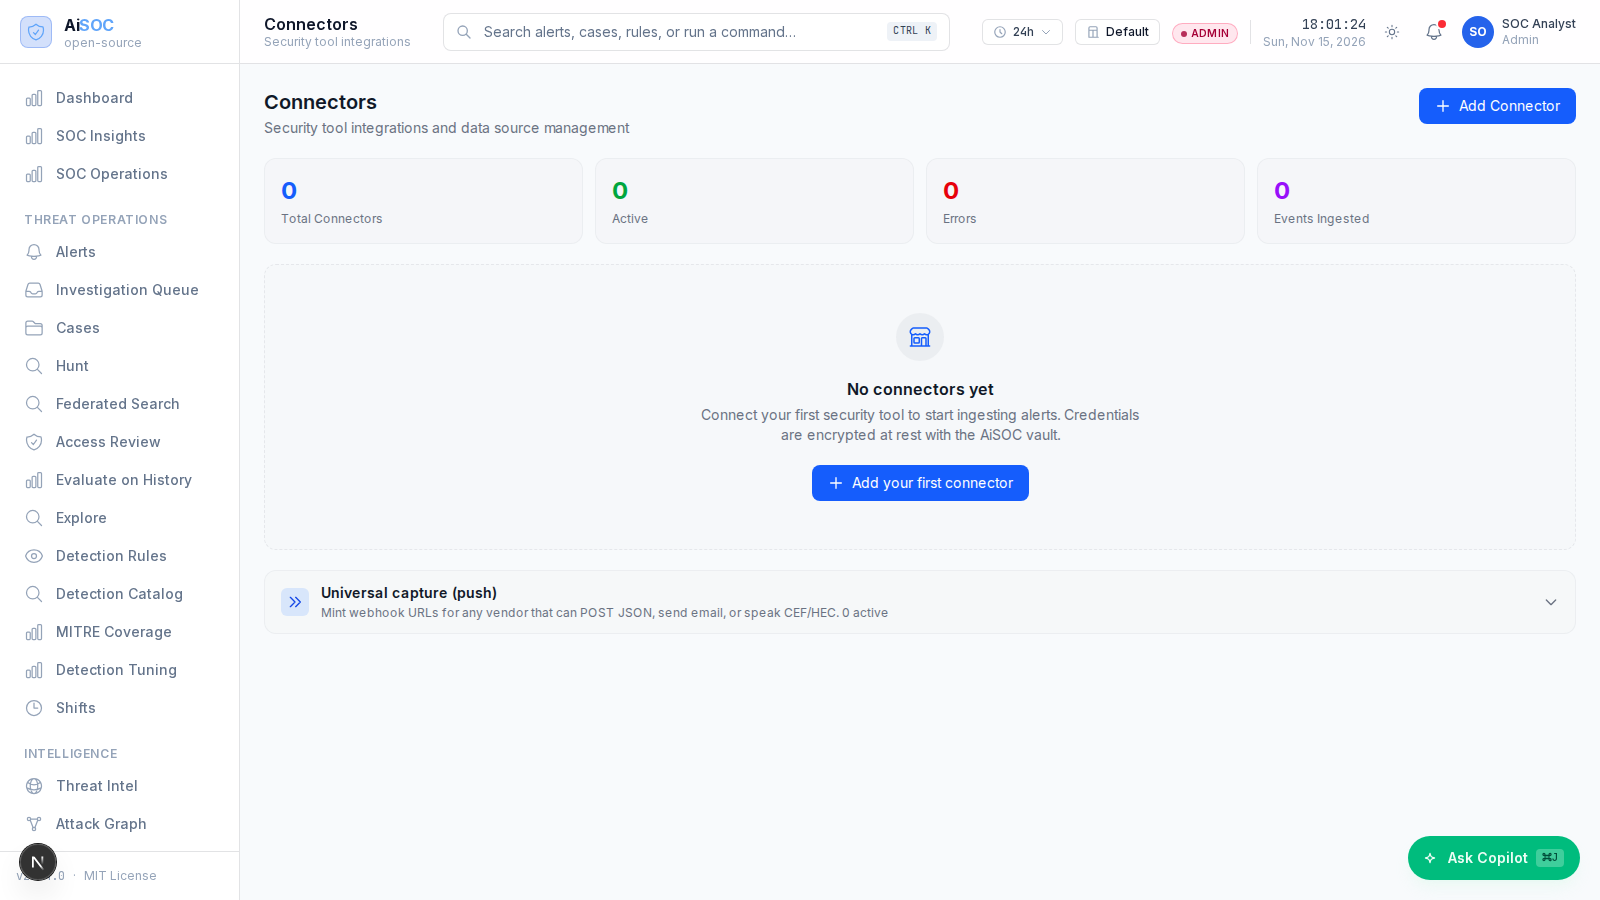 AiSOC
open-source
Connectors
Security tool integrations
Search alerts, cases, rules, or run a command...
CTRL K
24h
Default
ADMIN
18:01:24
Sun, Nov 15, 2026
SO
SOC Analyst
Admin
Dashboard
SOC Insights
SOC Operations
THREAT OPERATIONS
Alerts
Investigation Queue
Cases
Hunt
Federated Search
Access Review
Evaluate on History
Explore
Detection Rules
Detection Catalog
MITRE Coverage
Detection Tuning
Shifts
INTELLIGENCE
Threat Intel
Attack Graph
N
· MIT License
Connectors
Security tool integrations and data source management
Add Connector
0
Total Connectors
0
Active
0
Errors
0
Events Ingested
No connectors yet
Connect your first security tool to start ingesting alerts. Credentials
are encrypted at rest with the AiSOC vault.
Add your first connector
Universal capture (push)
Mint webhook URLs for any vendor that can POST JSON, send email, or speak CEF/HEC. 0 active
Ask Copilot
⌘J